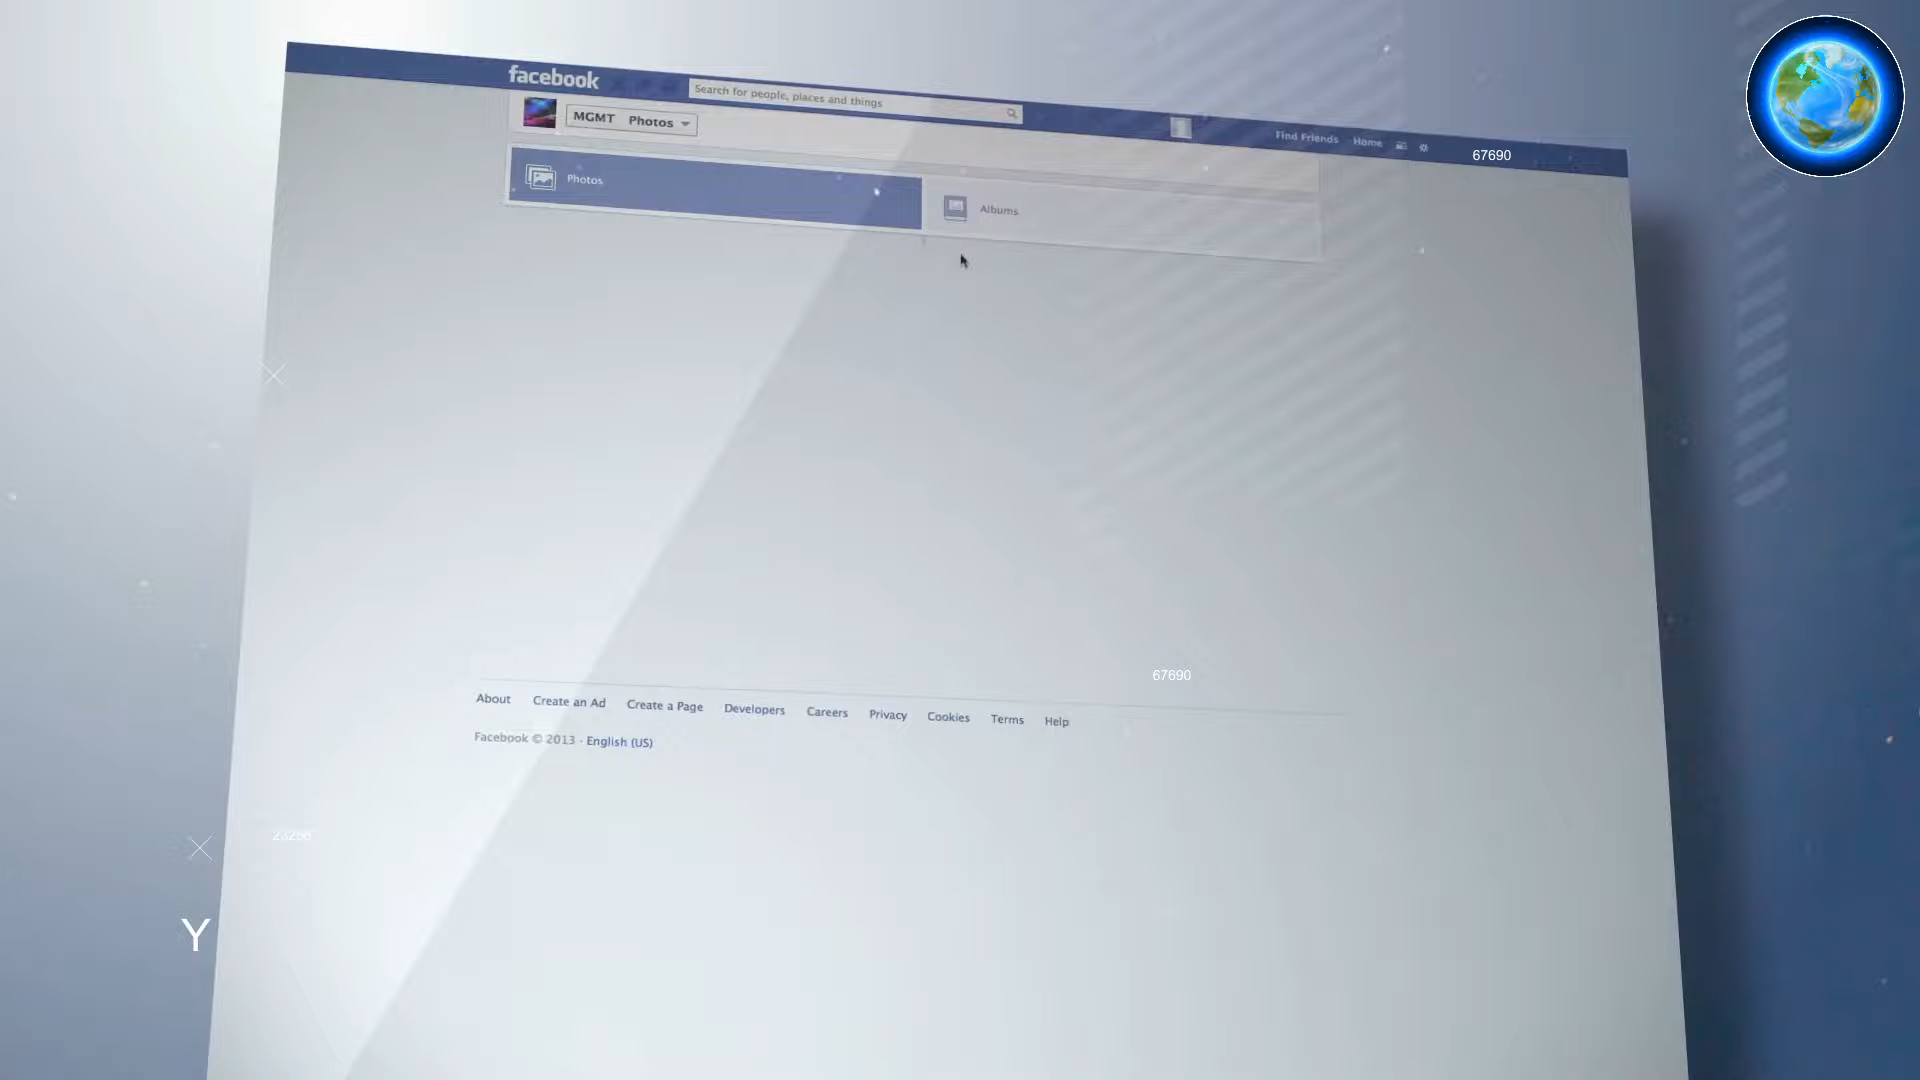 facebook
Search for people, places and things
MGMT Photos
Find Friends Home
67690
Photos
Albums
67690
About Create an Ad Create a Page Developers Careers Privacy Cookies Terms Help
Facebook © 2013 · English (US)
Y